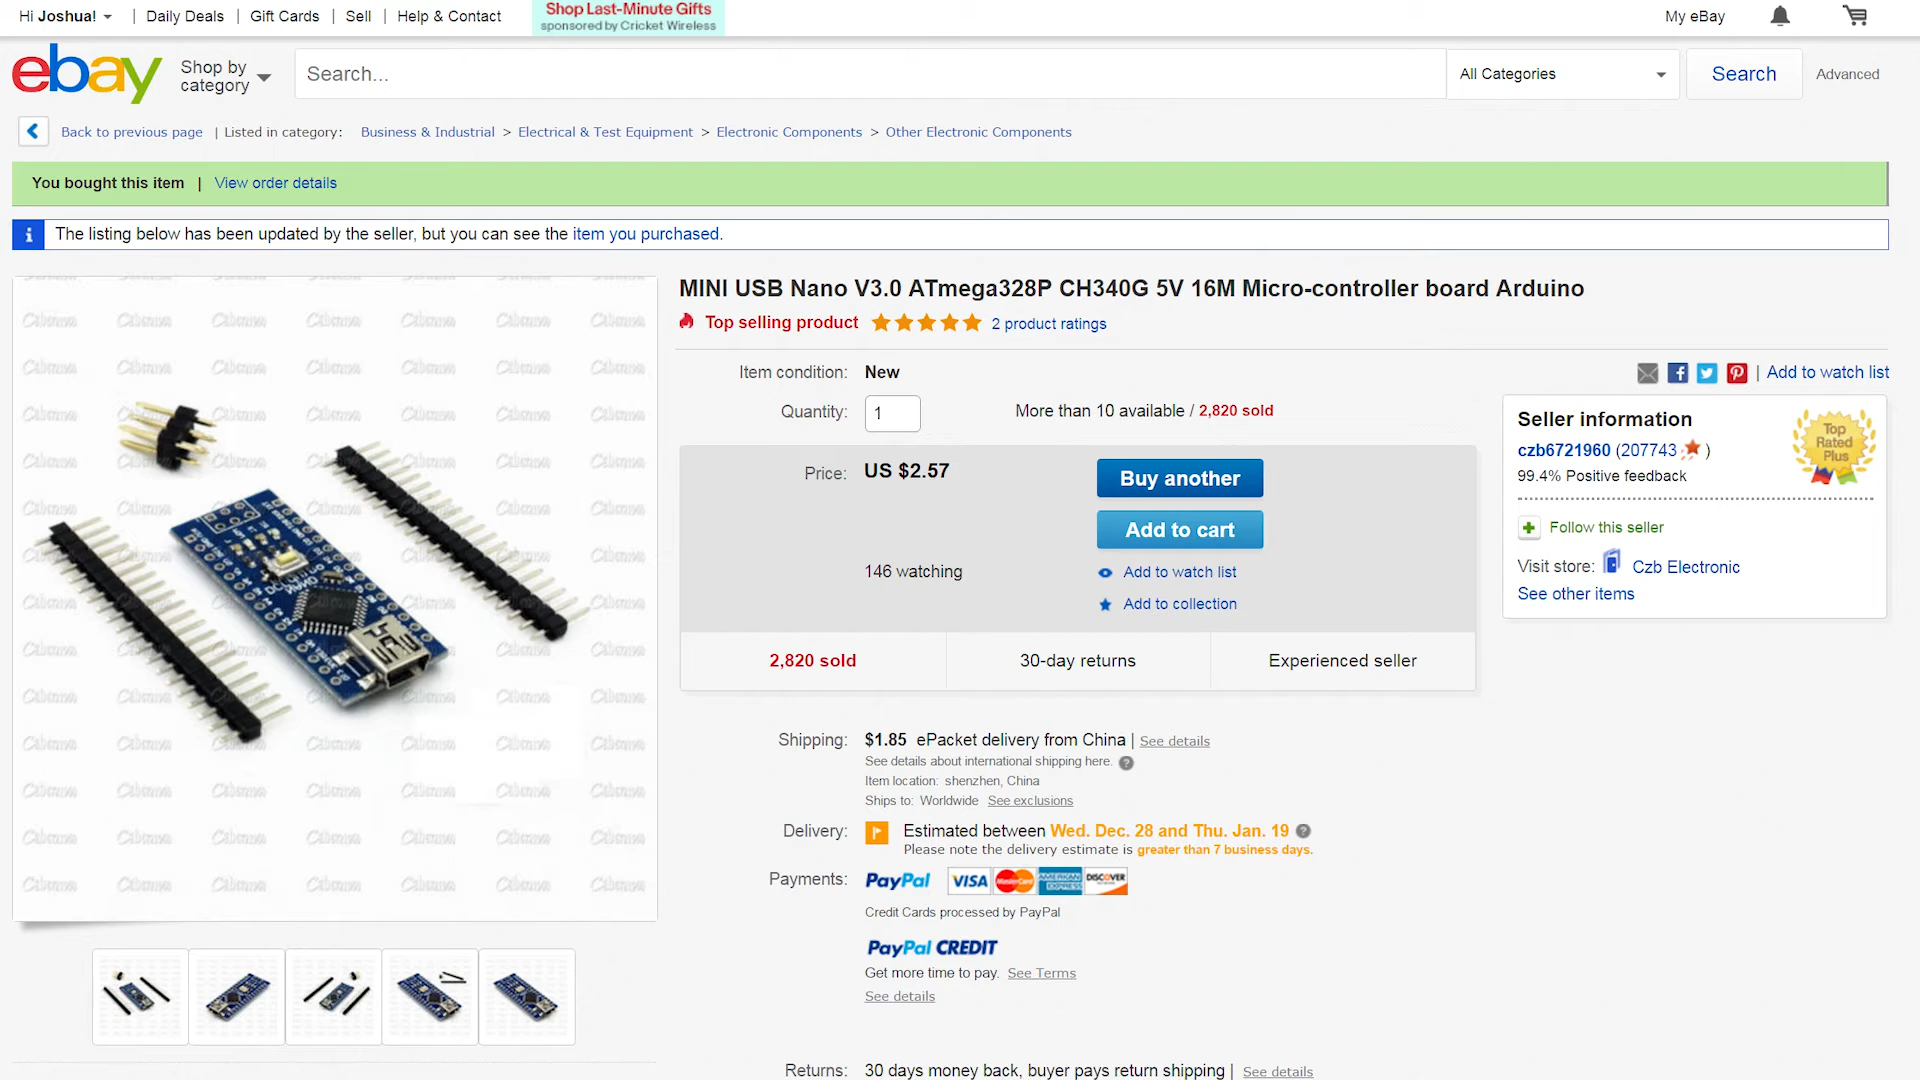 Hi Joshua!
Daily Deals
Gift Cards
Sell
Help & Contact
Shop Last-Minute Gifts
sponsored by Cricket Wireless
My eBay
ebay
Shop by
category
Search...
All Categories
Search
Advanced
Back to previous page | Listed in category: Business & Industrial > Electrical & Test Equipment > Electronic Components > Other Electronic Components
You bought this item | View order details
i The listing below has been updated by the seller, but you can see the item you purchased.
MINI USB Nano V3.0 ATmega328P CH340G 5V 16M Micro-controller board Arduino
Top selling product
2 product ratings
Item condition: New
Quantity: 1
More than 10 available / 2,820 sold
Price: US $2.57
Buy another
Add to cart
146 watching
Add to watch list
Add to collection
2,820 sold
30-day returns
Experienced seller
| Add to watch list
Seller information
czb6721960 (207743 )
99.4% Positive feedback
Top
Rated
Plus
Follow this seller
Visit store: Czb Electronic
See other items
Shipping: $1.85 ePacket delivery from China | See details
See details about international shipping here. ?
Item location: shenzhen, China
Ships to: Worldwide See exclusions
Delivery: Estimated between Wed. Dec. 28 and Thu. Jan. 19 ?
Please note the delivery estimate is greater than 7 business days.
Payments: PayPal VISA MasterCard AMERICAN EXPRESS DISCOVER
Credit Cards processed by PayPal
PayPal CREDIT
Get more time to pay. See Terms
See details
Returns: 30 days money back, buyer pays return shipping | See details